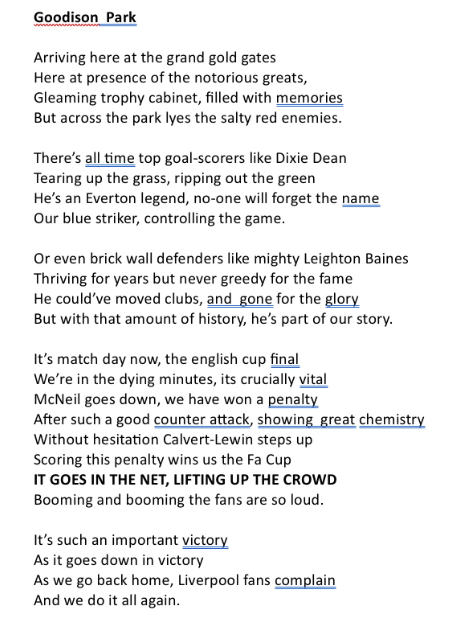 Goodison  Park
Arriving here at the grand gold gates
Here at presence of the notorious greats,
Gleaming trophy cabinet, filled with memories
But across the park lyes the salty red enemies.
There's all time top goal-scorers like Dixie Dean
Tearing up the grass, ripping out the green
He's an Everton legend, no-one will forget the name
Our blue striker, controlling the game.
Or even brick wall defenders like mighty Leighton Baines
Thriving for years but never greedy for the fame
He could've moved clubs, and  gone for the glory
But with that amount of history, he's part of our story.
It's match day now, the english cup final
We're in the dying minutes, its crucially vital
McNeil goes down, we have won a penalty
After such a good counter attack, showing  great chemistry
Without hesitation Calvert-Lewin steps up
Scoring this penalty wins us the Fa Cup
IT GOES IN THE NET, LIFTING UP THE CROWD
Booming and booming the fans are so loud.
It's such an important victory
As it goes down in victory
As we go back home, Liverpool fans complain
And we do it all again.